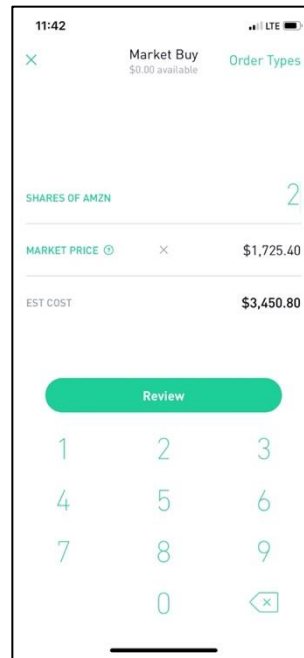 11:42 LTE
Market Buy Order Types
$0.00 available
SHARES OF AMZN 2
MARKET PRICE ? × $1,725.40
EST COST $3,450.80
Review
1 2 3
4 5 6
7 8 9
0